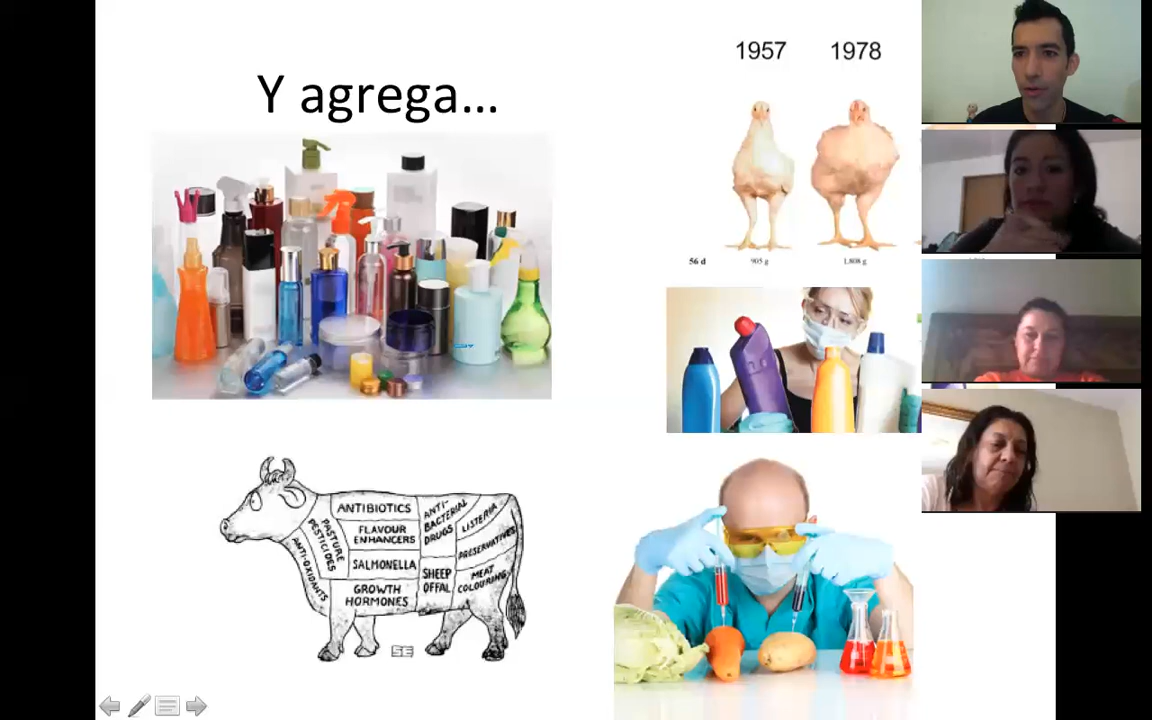 Y agrega...
1957 1978
56 d 905 g 1,808 g
ANTIBIOTICS
FLAVOUR
ENHANCERS
SALMONELLA
GROWTH
HORMONES
PASTURE
PESTICIDES
ANTI-OXIDANTS
ANTI-
BACTERIAL
DRUGS
SHEEP
OFFAL
LISTERIA
PRESERVATIVES
MEAT
COLOURING
SE